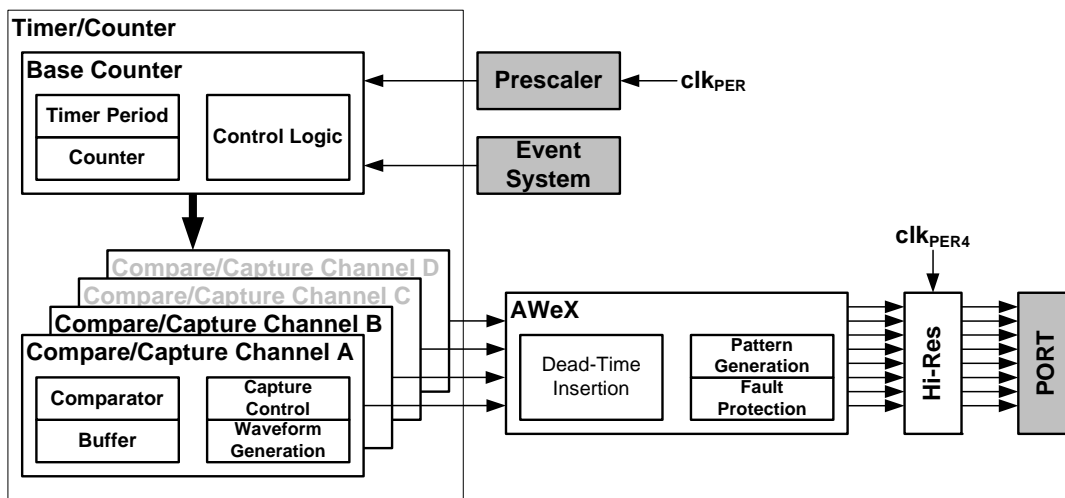 Timer/Counter
Base Counter
Timer Period
Counter
Control Logic
Prescaler
clkPER
Event
System
Compare/Capture Channel D
Compare/Capture Channel C
Compare/Capture Channel B
Compare/Capture Channel A
Comparator
Buffer
Capture
Control
Waveform
Generation
AWeX
Dead-Time
Insertion
Pattern
Generation
Fault
Protection
clkPER4
Hi-Res
PORT